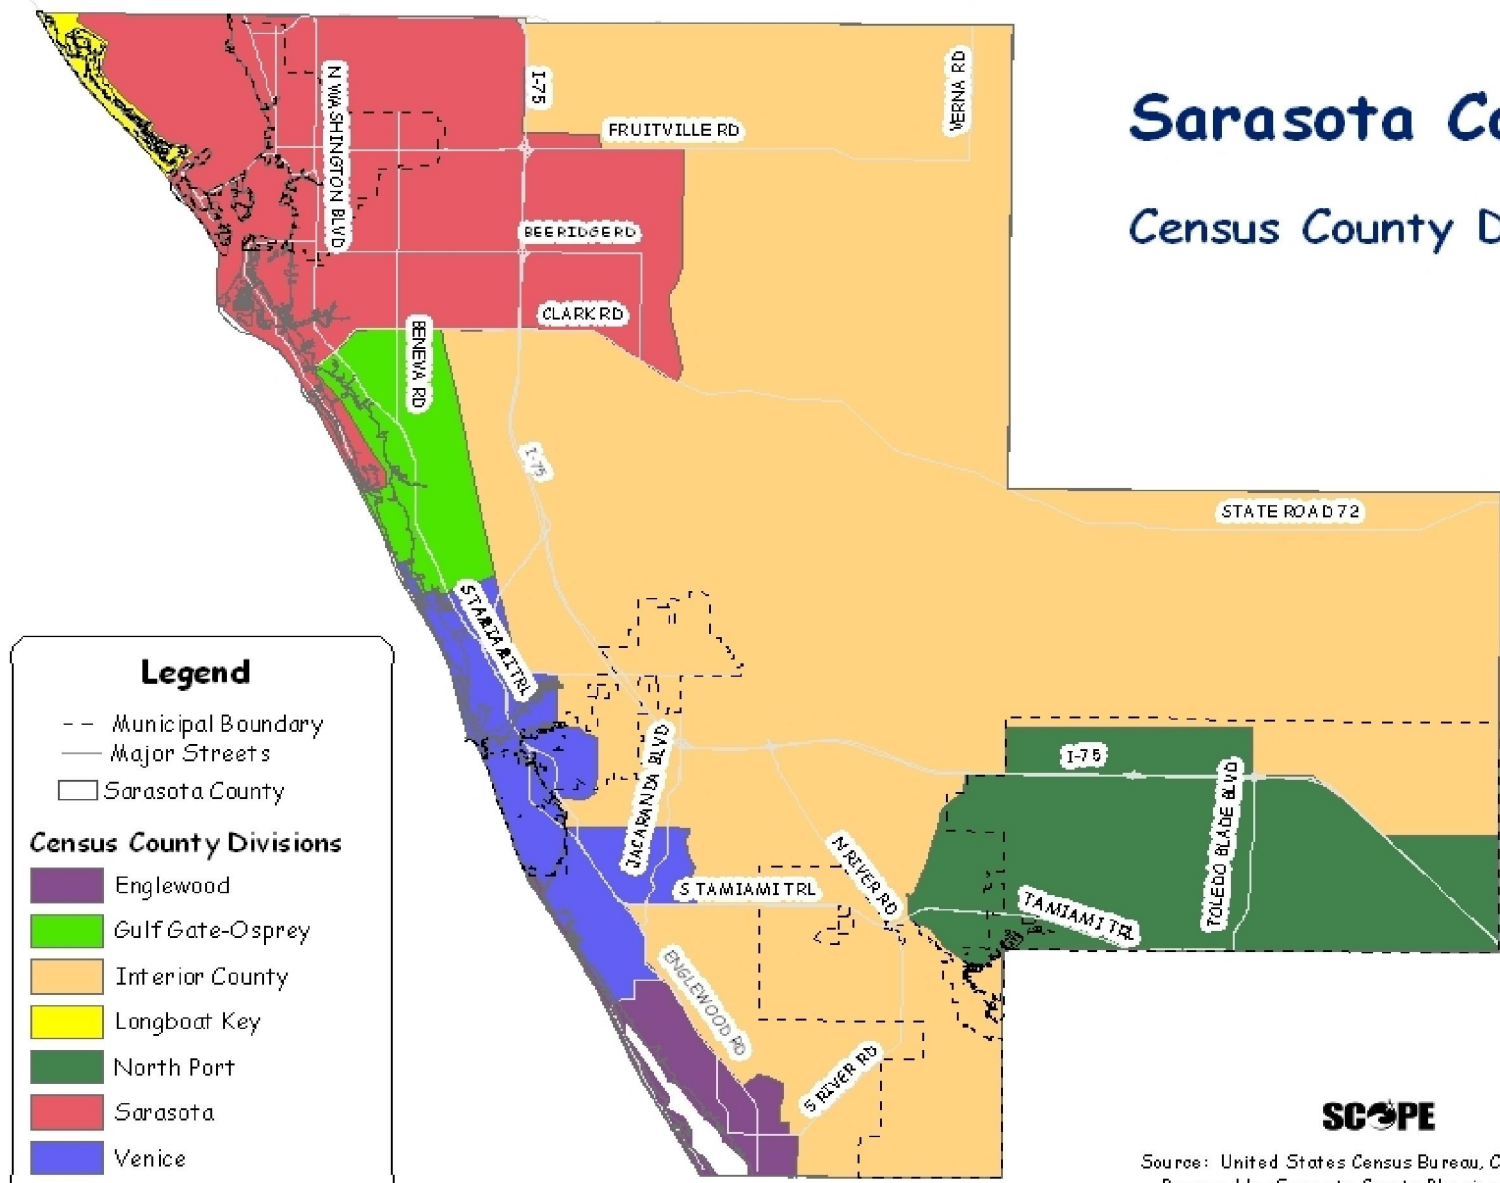 Sarasota Co
Census County D
N WASHINGTON BLVD
I-75
VERNA RD
FRUITVILLE RD
BEE RIDGE RD
CLARK RD
BENEVA RD
I-75
STATE ROAD 72
S TAMIAMI TRL
JACARANDA BLVD
I-75
TOLEDO BLADE BLVD
N RIVER RD
S TAMIAMI TRL
TAMIAMI TRL
ENGLEWOOD RD
S RIVER RD
Legend
Municipal Boundary
Major Streets
Sarasota County
Census County Divisions
Englewood
Gulf Gate-Osprey
Interior County
Longboat Key
North Port
Sarasota
Venice
SCOPE
Source: United States Census Bureau, C